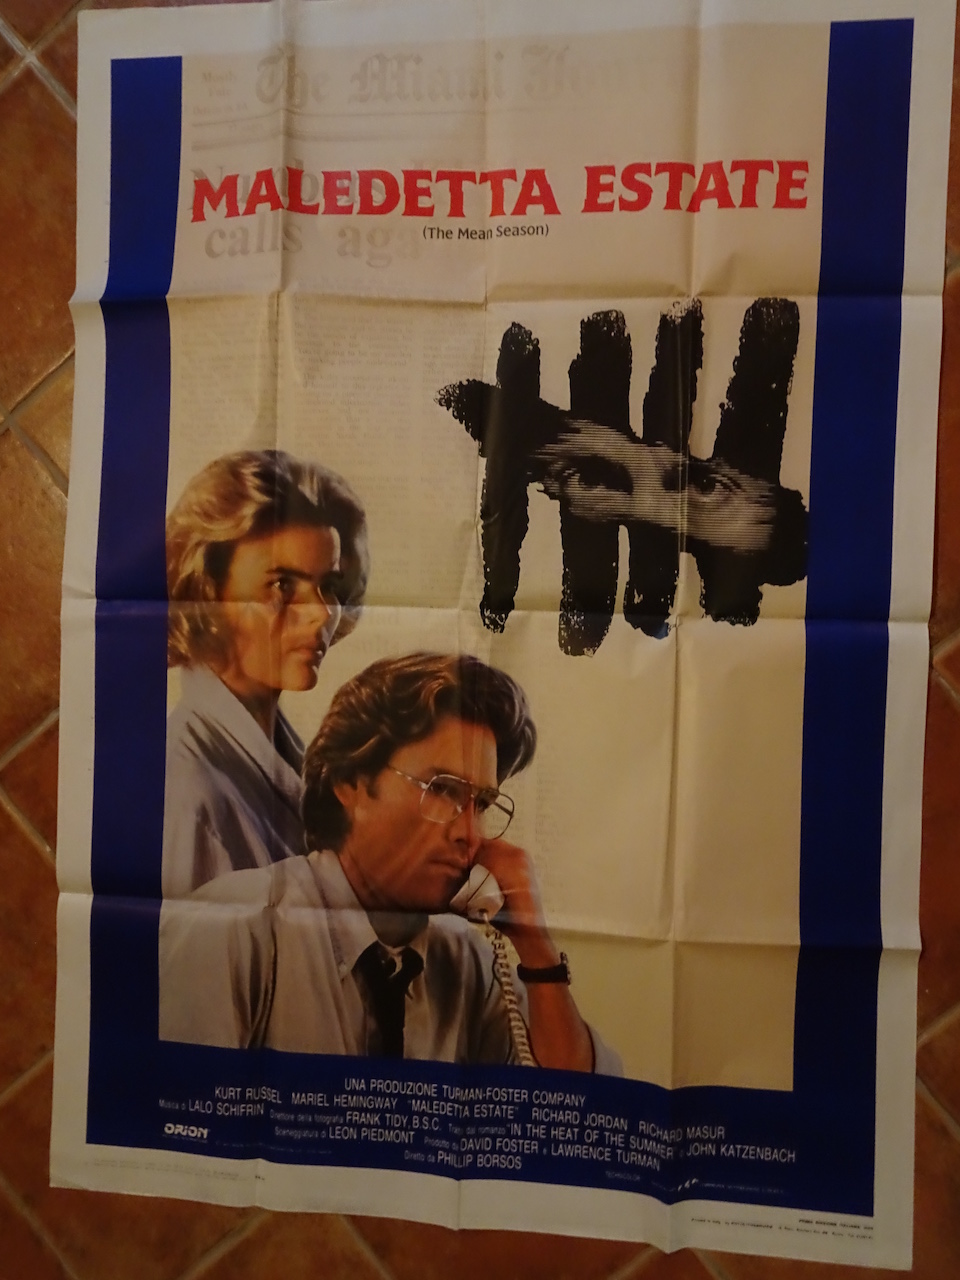 The Miami
MALEDETTA ESTATE
calls aga
(The Mean Season)
UNA PRODUZIONE TURMAN-FOSTER COMPANY
KURT RUSSEL MARIEL HEMINGWAY "MALEDETTA ESTATE" RICHARD JORDAN RICHARD MASUR
Musica di LALO SCHIFRIN Direttore della fotografia FRANK TIDY, B.S.C. Tratto dal romanzo "IN THE HEAT OF THE SUMMER" di JOHN KATZENBACH
Sceneggiatura di LEON PIEDMONT Prodotto da DAVID FOSTER e LAWRENCE TURMAN
Diretto da PHILLIP BORSOS
ORION
TECHNICOLOR